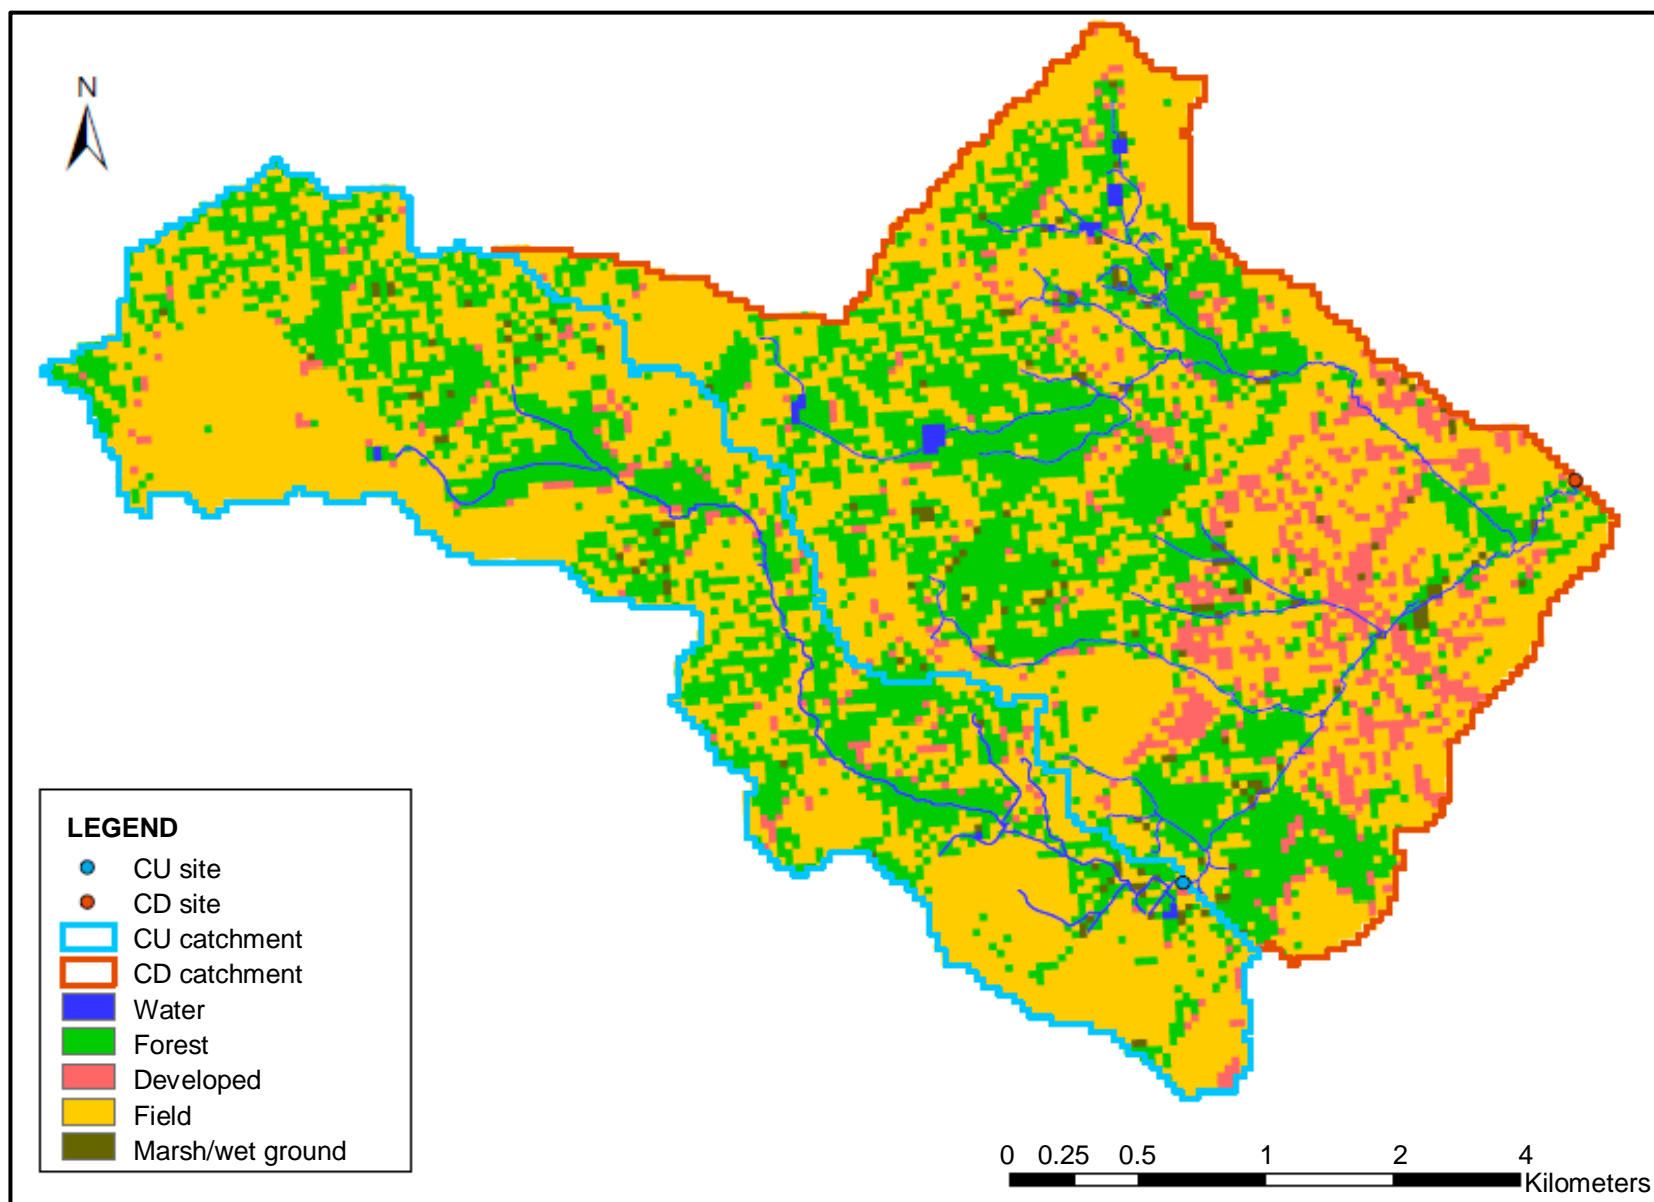 N
LEGEND
CU site
CD site
CU catchment
CD catchment
Water
Forest
Developed
Field
Marsh/wet ground
0 0.25 0.5 1 2 4
Kilometers